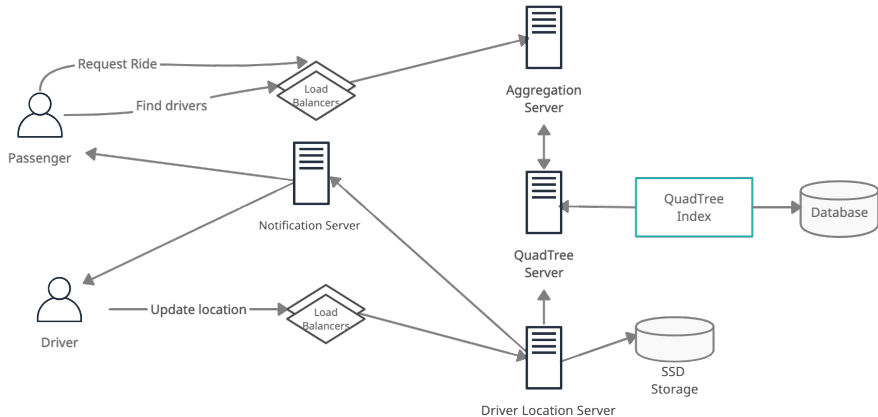 Request Ride
Load
Balancers
Find drivers
Aggregation
Server
Passenger
Notification Server
QuadTree
Index
Database
QuadTree
Server
Update location
Load
Balancers
Driver
SSD
Storage
Driver Location Server